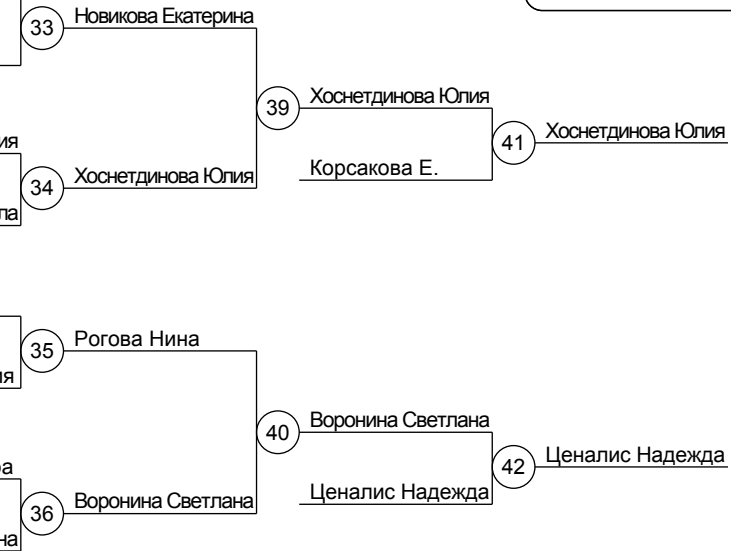 33
Новикова Екатерина
39
Хоснетдинова Юлия
41
Хоснетдинова Юлия
Корсакова Е.
34
Хоснетдинова Юлия
35
Рогова Нина
40
Воронина Светлана
42
Ценалис Надежда
Ценалис Надежда
36
Воронина Светлана